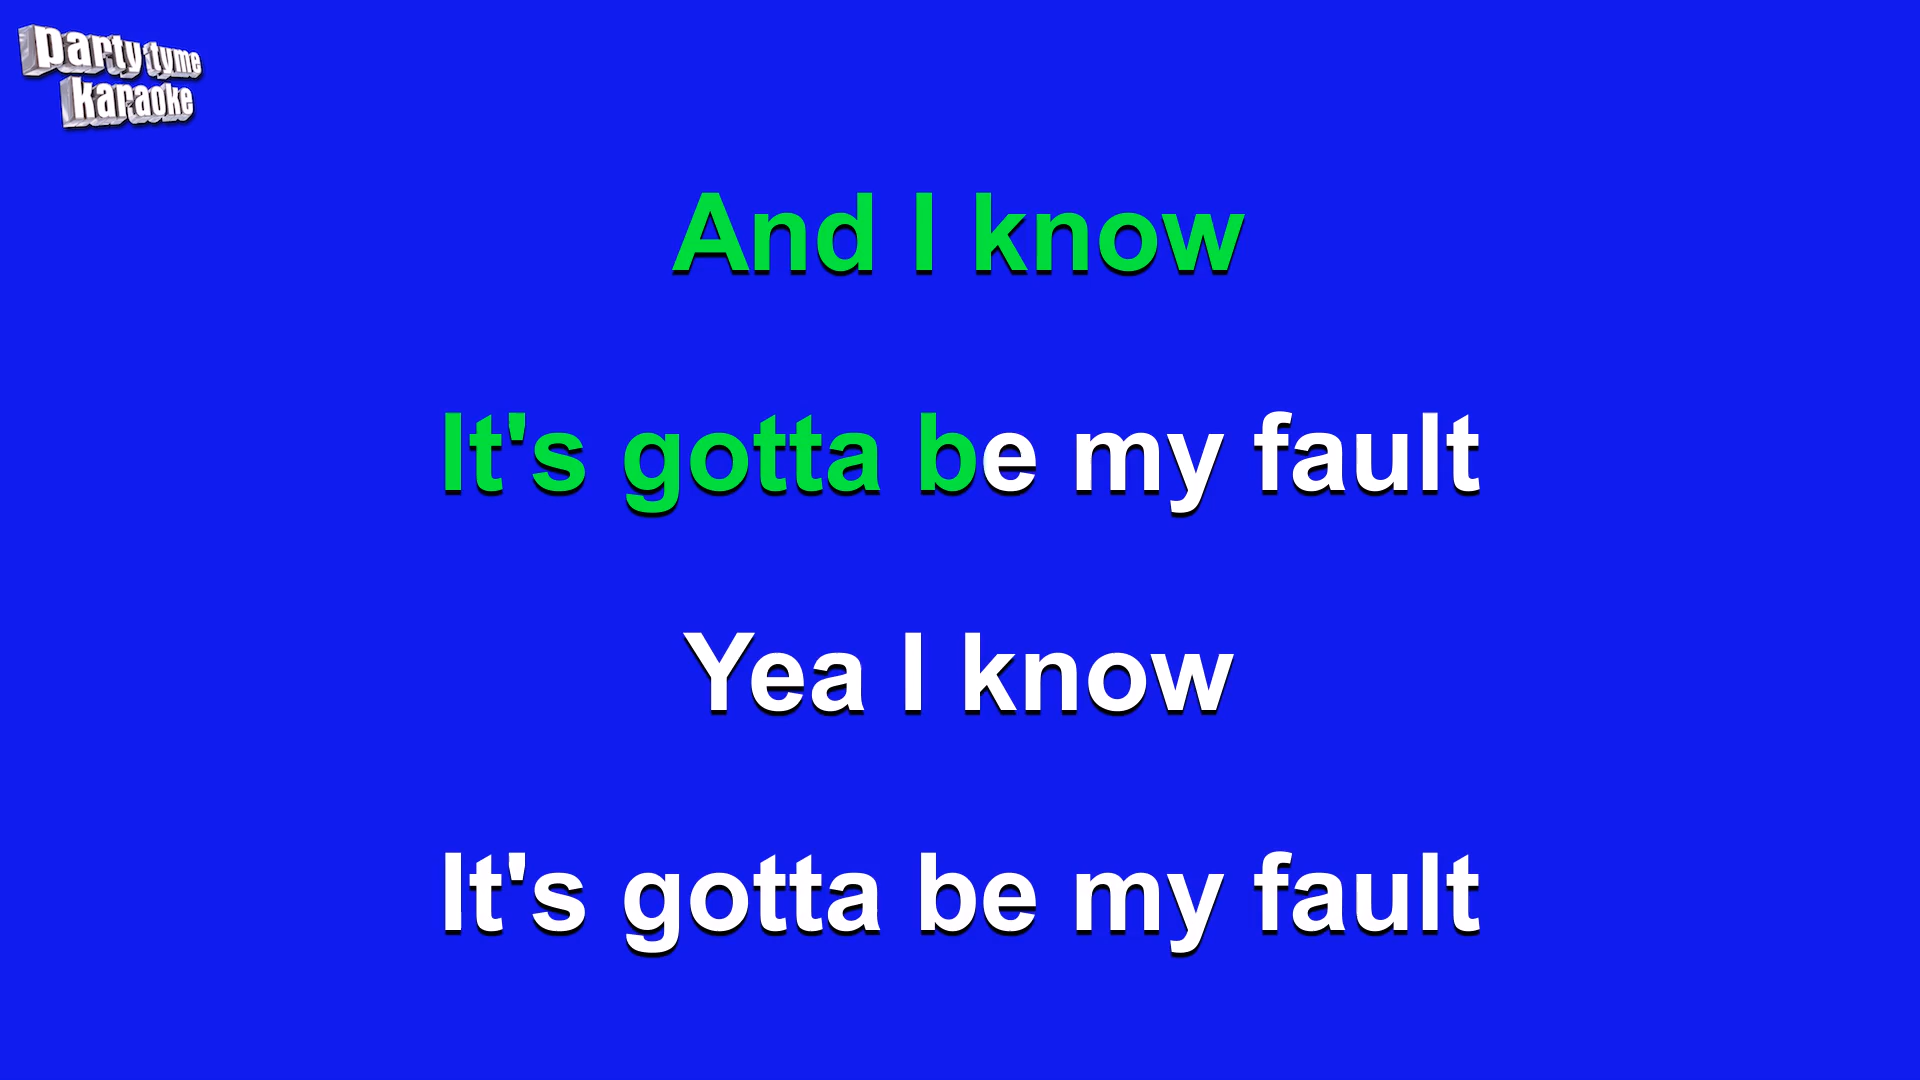 party tyme
karaoke
And I know
It's gotta be my fault
Yea I know
It's gotta be my fault